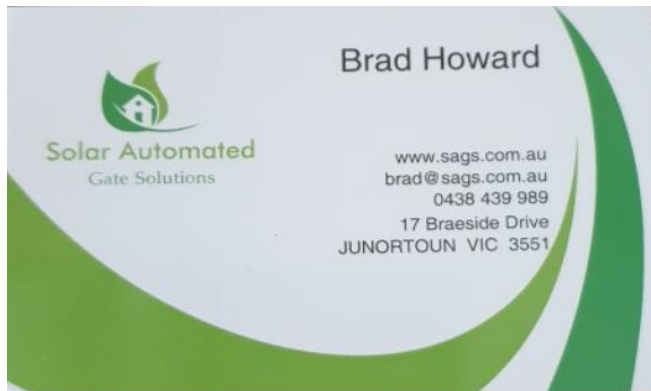 Brad Howard
Solar Automated
Gate Solutions
www.sags.com.au
brad@sags.com.au
0438 439 989
17 Braeside Drive
JUNORTOUN VIC 3551